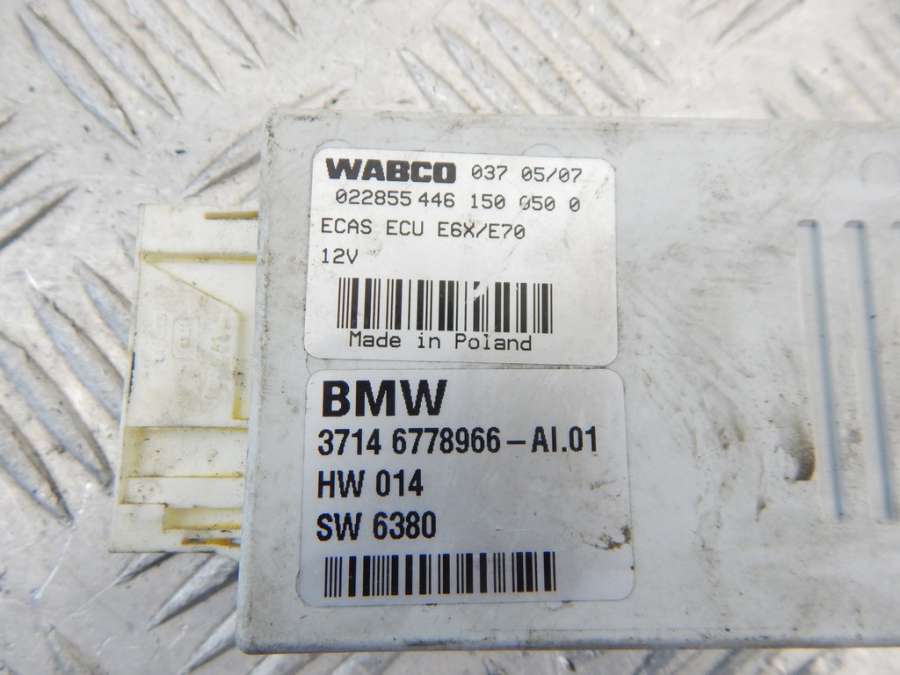 WABCO 037 05/07
022855 446 150 050 0
ECAS ECU E6X/E70
12V
Made in Poland
BMW
3714 6778966-AI.01
HW 014
SW 6380